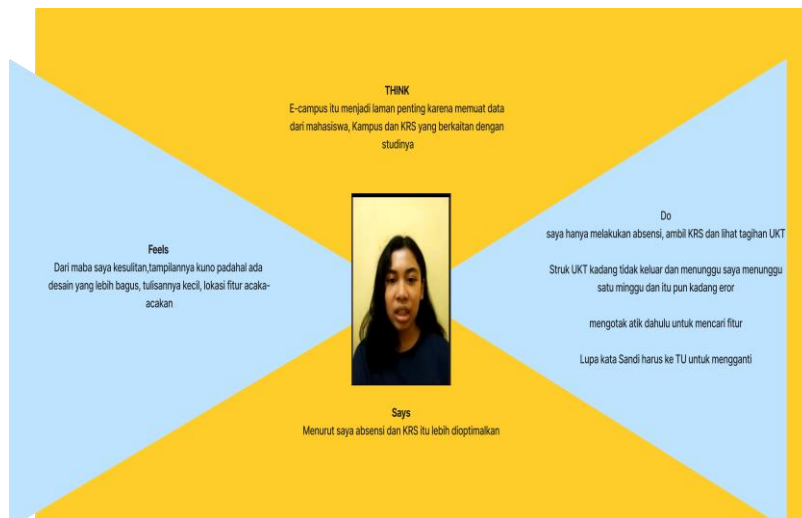 THINK
E-campus itu menjadi laman penting karena memuat data
dari mahasiswa, Kampus dan KRS yang berkaitan dengan
studinya
Feels
Dari maba saya kesulitan,tampilannya kuno padahal ada
desain yang lebih bagus, tulisannya kecil, lokasi fitur acaka-
acakan
Do
saya hanya melakukan absensi, ambil KRS dan lihat tagihan UKT
Struk UKT kadang tidak keluar dan menunggu saya menunggu
satu minggu dan itu pun kadang eror
mengotak atik dahulu untuk mencari fitur
Lupa kata Sandi harus ke TU untuk mengganti
Says
Menurut saya absensi dan KRS itu lebih dioptimalkan